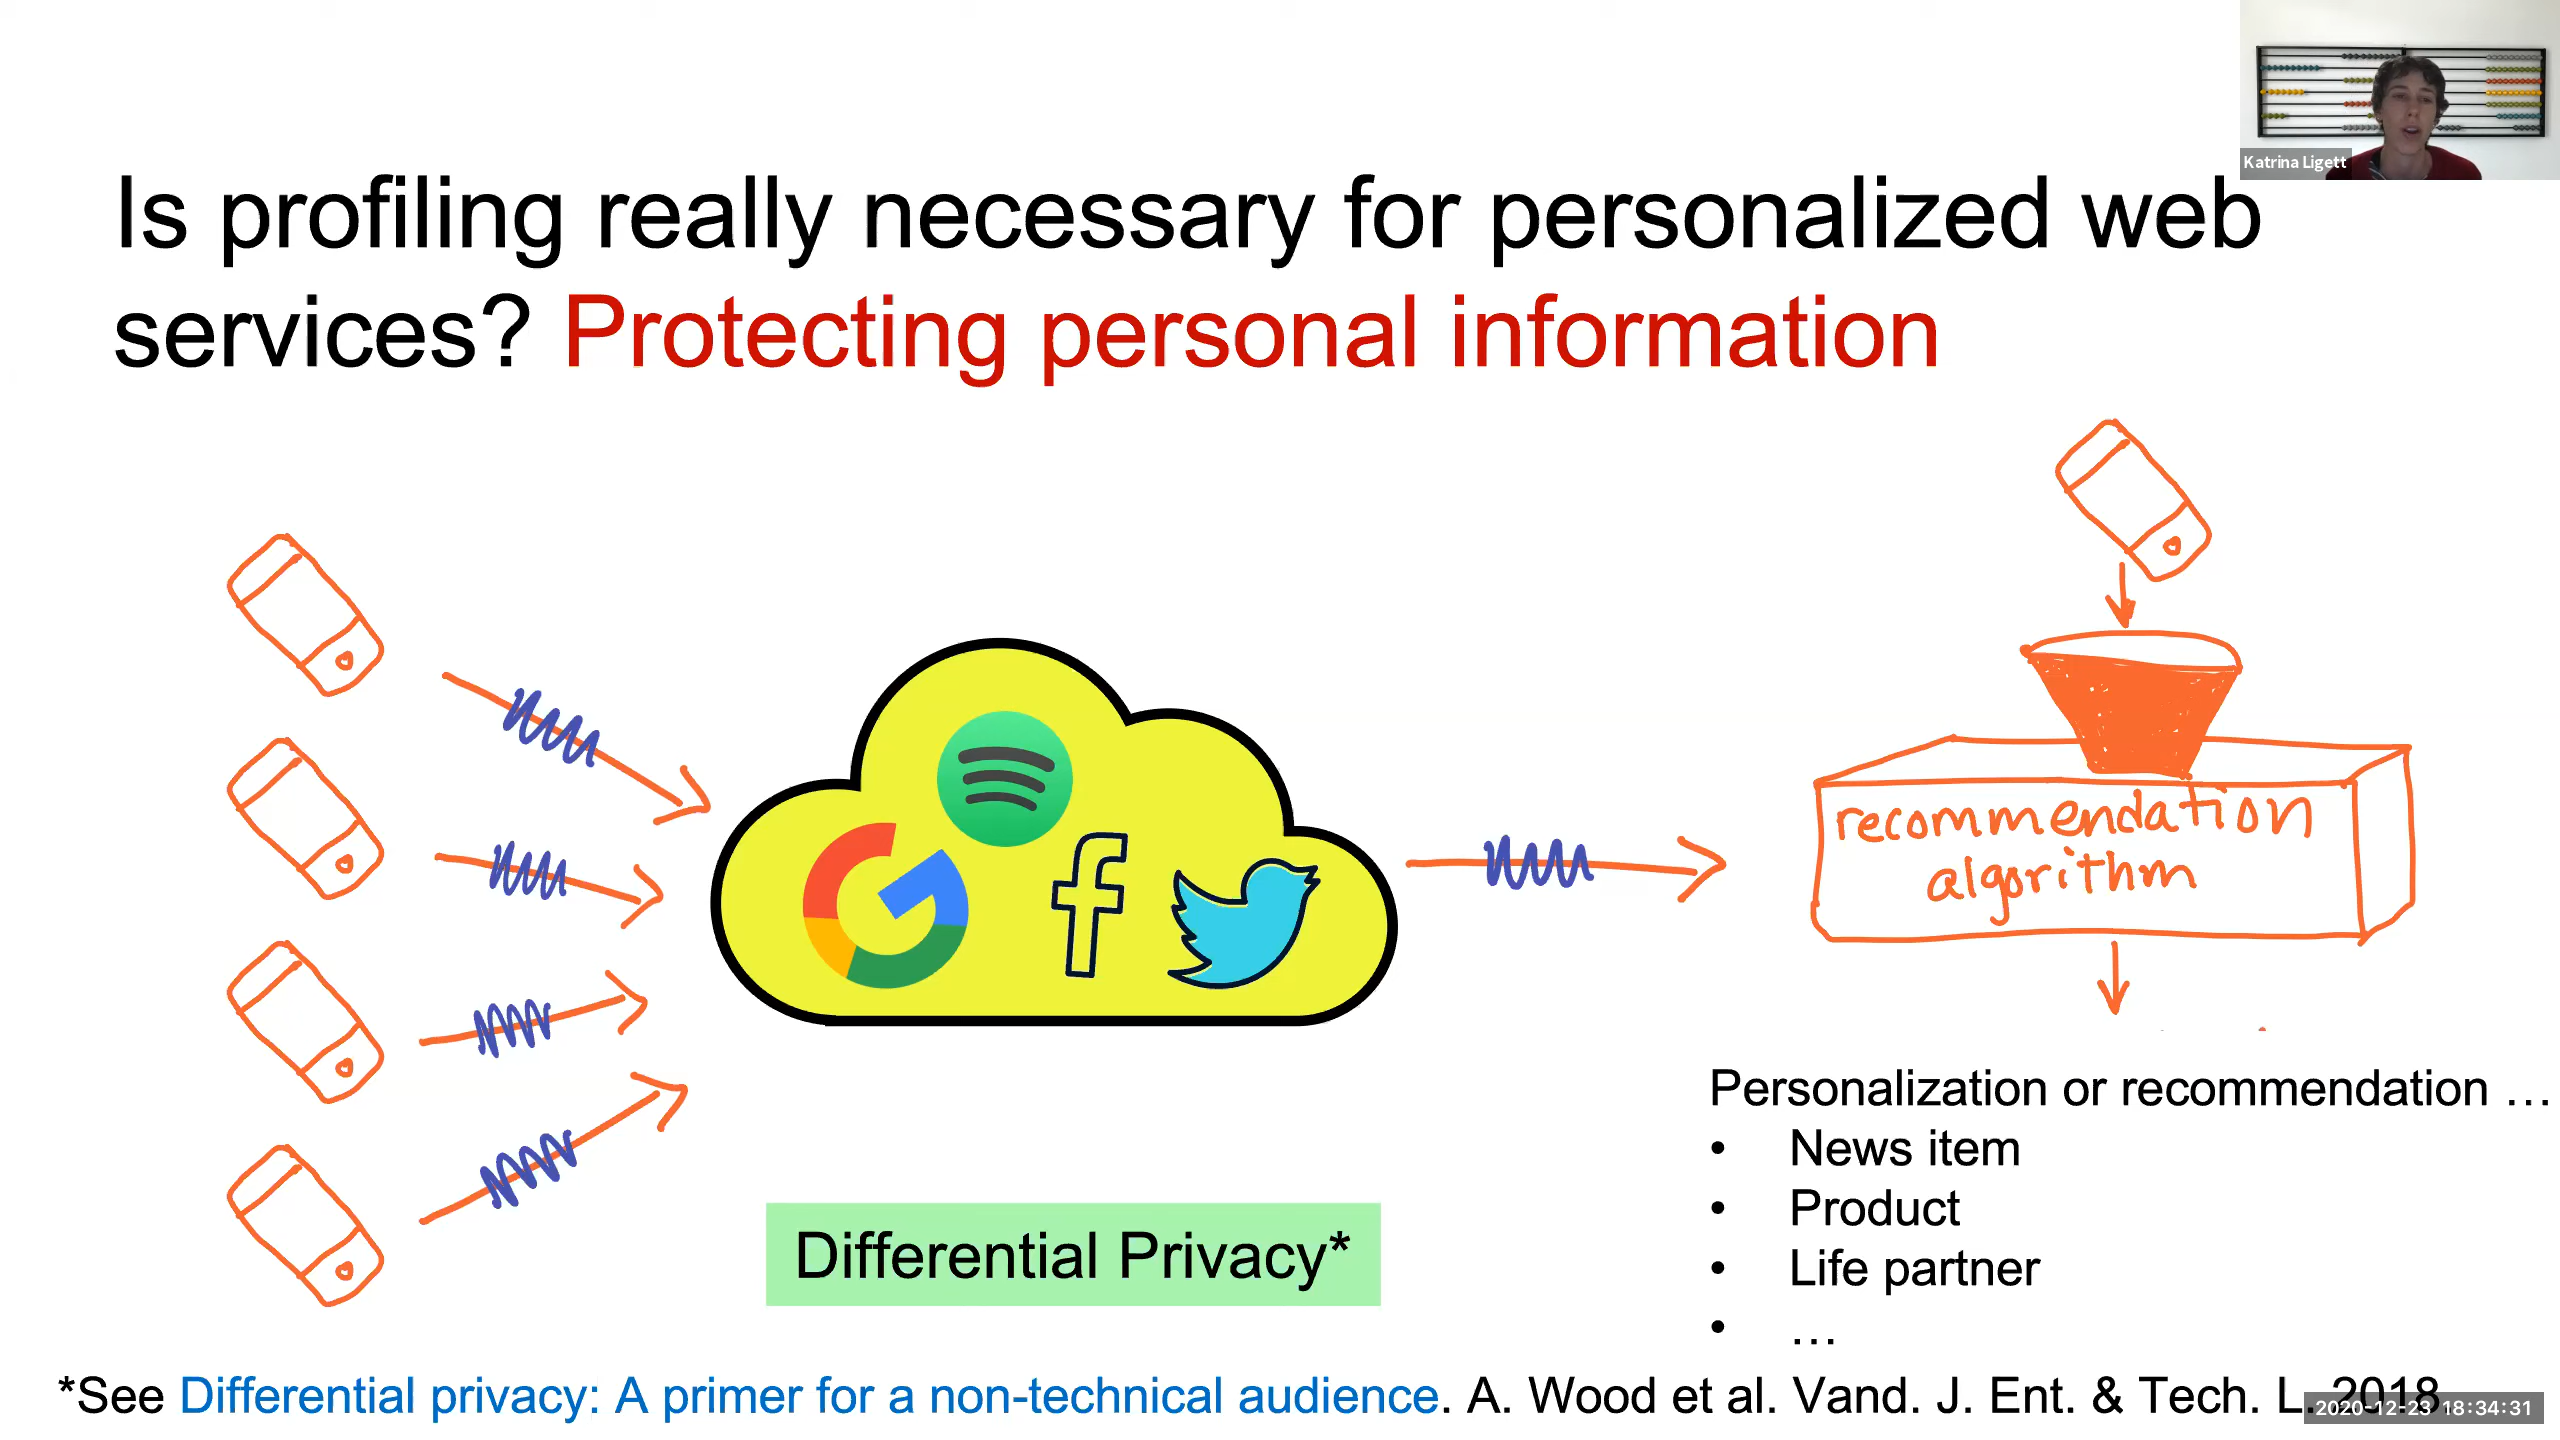 Katrina Ligett
Is profiling really necessary for personalized web
services? Protecting personal information
recommendation
algorithm
Personalization or recommendation …
• News item
• Product
• Life partner
• …
Differential Privacy*
*See Differential privacy: A primer for a non-technical audience. A. Wood et al. Vand. J. Ent. & Tech. L. 2018.
2020-12-23 18:34:31